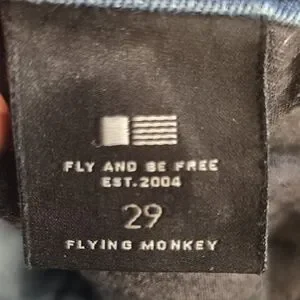 FLY AND BE FREE
EST.2004
29
FLYING MONKEY